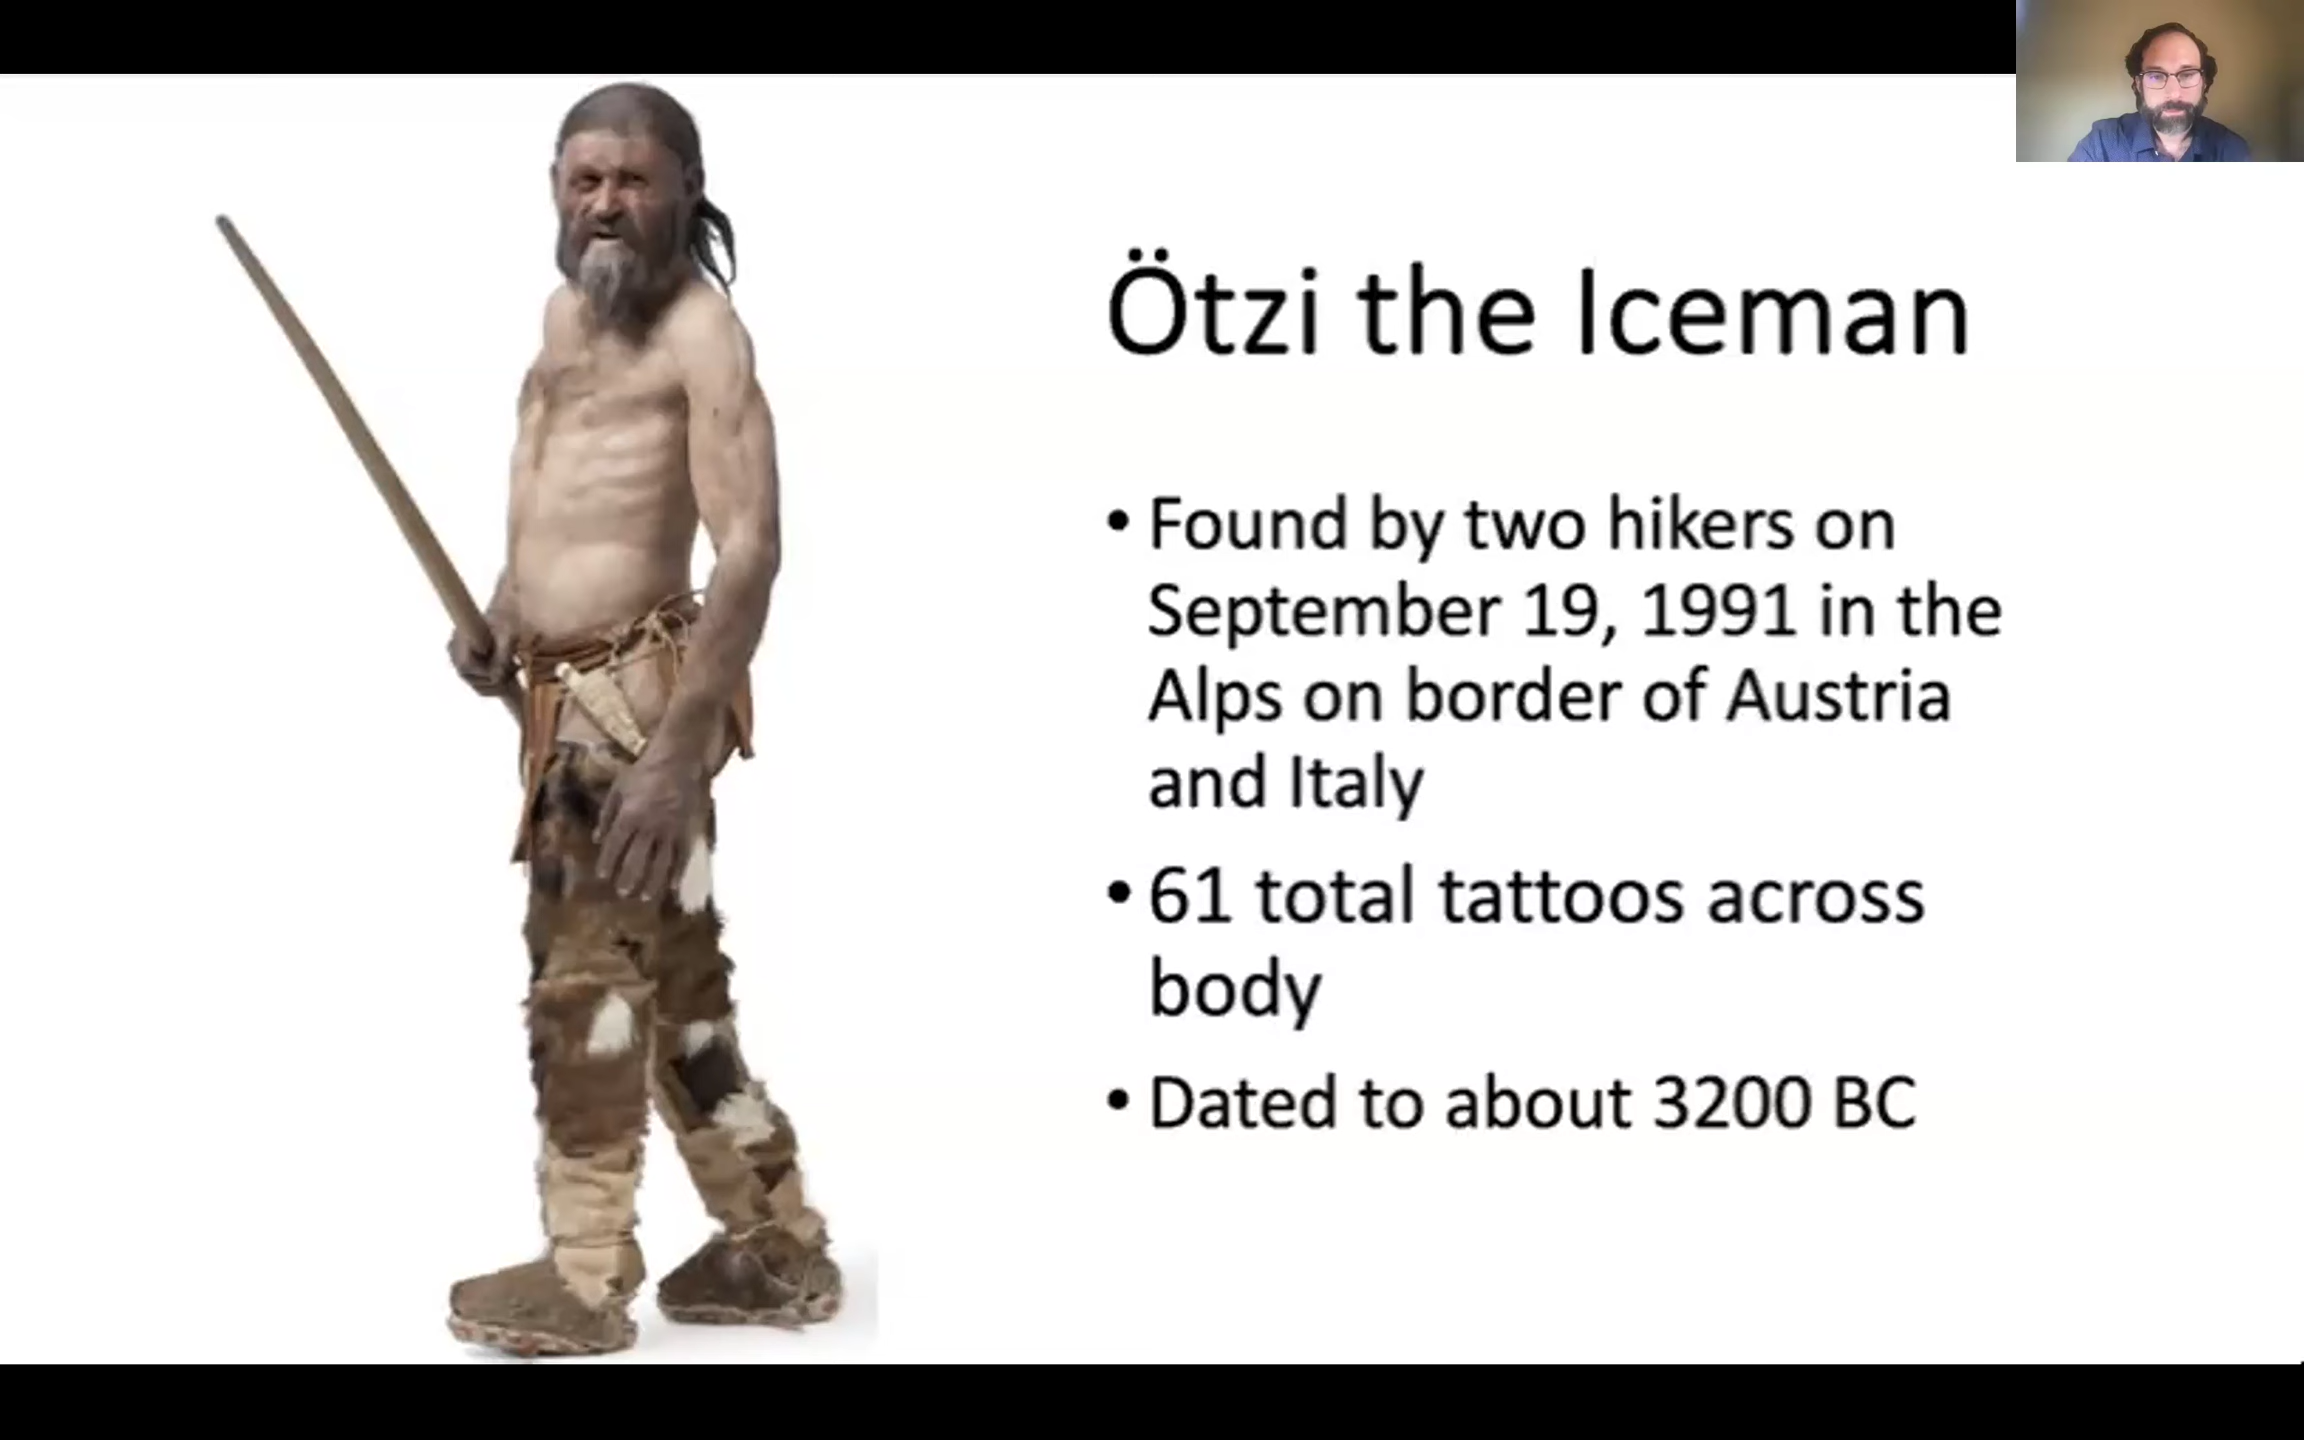 Ötzi the Iceman
• Found by two hikers on
September 19, 1991 in the
Alps on border of Austria
and Italy
• 61 total tattoos across
body
• Dated to about 3200 BC